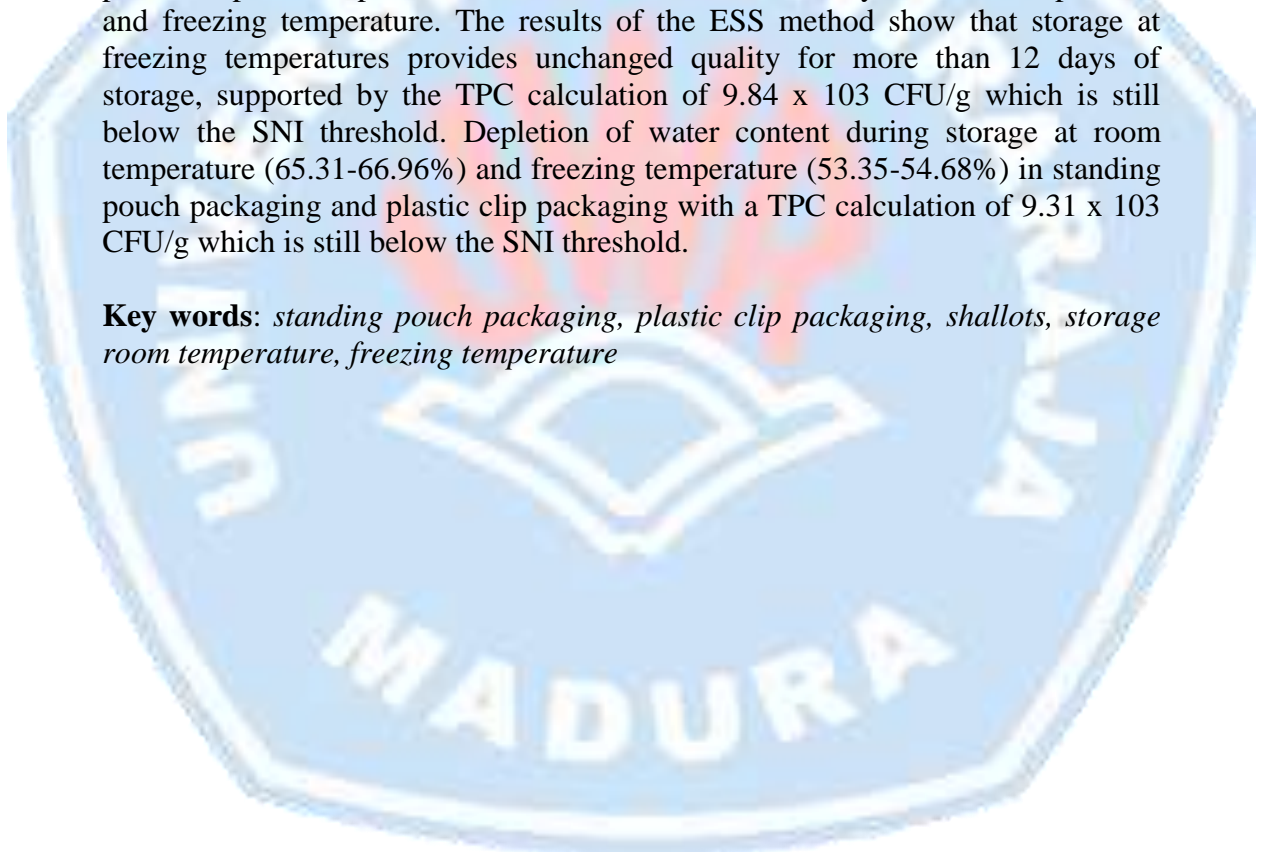 and freezing temperature. The results of the ESS method show that storage at
freezing temperatures provides unchanged quality for more than 12 days of
storage, supported by the TPC calculation of 9.84 x 103 CFU/g which is still
below the SNI threshold. Depletion of water content during storage at room
temperature (65.31-66.96%) and freezing temperature (53.35-54.68%) in standing
pouch packaging and plastic clip packaging with a TPC calculation of 9.31 x 103
CFU/g which is still below the SNI threshold.
Key words: standing pouch packaging, plastic clip packaging, shallots, storage
room temperature, freezing temperature
UWR
UNI
RAJA
MADURA